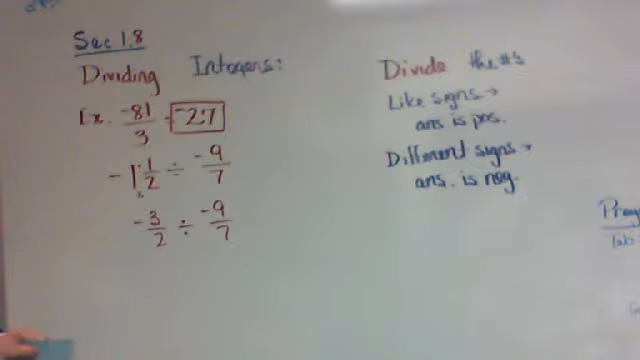 Sec 1.8
Dividing Integers:
Ex. -81/3 = -27
-1 1/2 ÷ -9/7
-3/2 ÷ -9/7
Divide the #s
Like signs →
ans is pos.
Different signs →
ans. is neg.